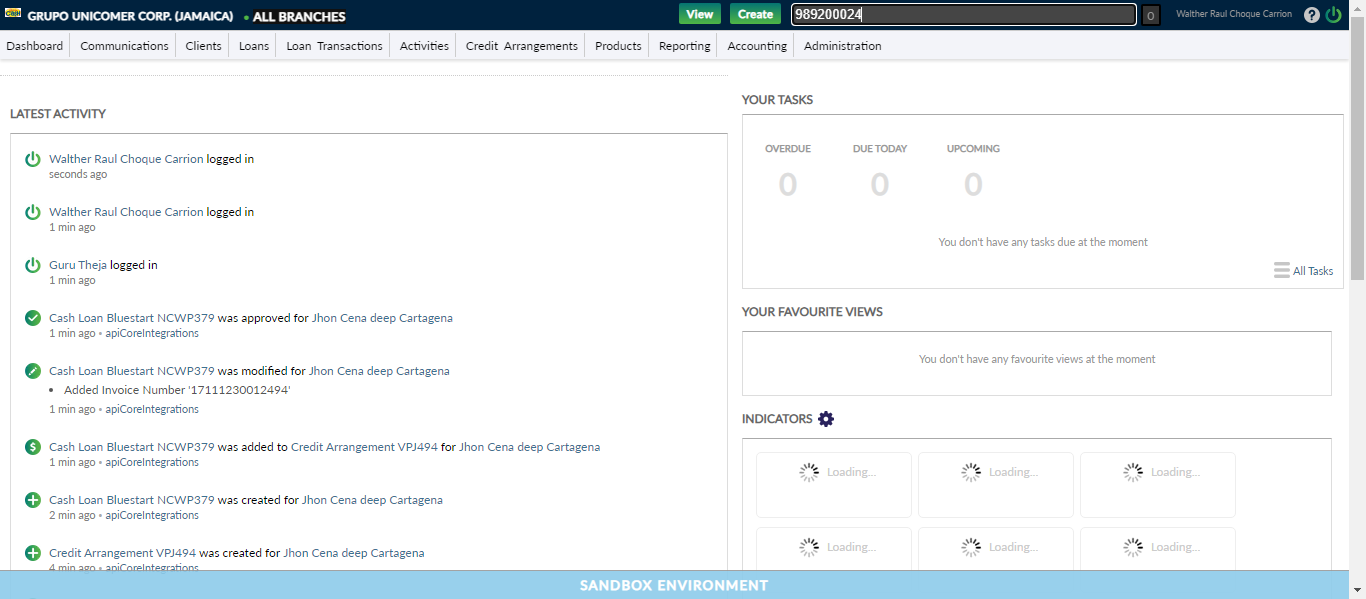 GRUPO UNICOMER CORP. (JAMAICA) • ALL BRANCHES View Create 989200024 0 Walther Raul Choque Carrion ?
Dashboard Communications Clients Loans Loan Transactions Activities Credit Arrangements Products Reporting Accounting Administration
LATEST ACTIVITY
Walther Raul Choque Carrion logged in
seconds ago
Walther Raul Choque Carrion logged in
1 min ago
Guru Theja logged in
1 min ago
Cash Loan Bluestart NCWP379 was approved for Jhon Cena deep Cartagena
1 min ago • apiCoreIntegrations
Cash Loan Bluestart NCWP379 was modified for Jhon Cena deep Cartagena
• Added Invoice Number '17111230012494'
1 min ago • apiCoreIntegrations
$ Cash Loan Bluestart NCWP379 was added to Credit Arrangement VPJ494 for Jhon Cena deep Cartagena
1 min ago • apiCoreIntegrations
Cash Loan Bluestart NCWP379 was created for Jhon Cena deep Cartagena
2 min ago • apiCoreIntegrations
Credit Arrangement VPJ494 was created for Jhon Cena deep Cartagena
4 min ago • apiCoreIntegrations
YOUR TASKS
OVERDUE DUE TODAY UPCOMING
0 0 0
You don't have any tasks due at the moment
All Tasks
YOUR FAVOURITE VIEWS
You don't have any favourite views at the moment
INDICATORS
Loading... Loading... Loading...
Loading... Loading... Loading...
SANDBOX ENVIRONMENT